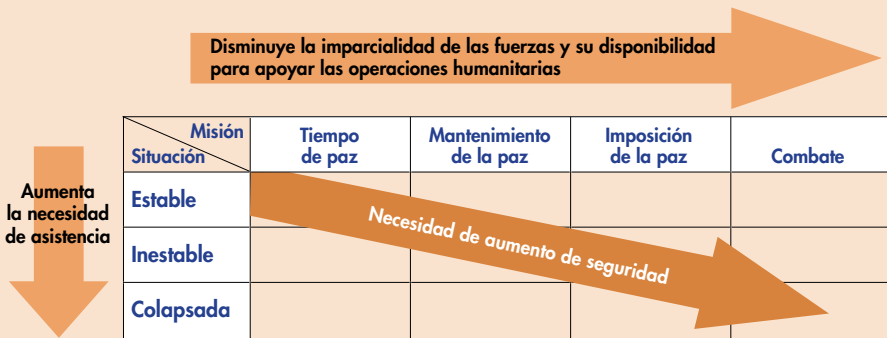 Disminuye la imparcialidad de las fuerzas y su disponibilidad
para apoyar las operaciones humanitarias
Misión
Situación
Tiempo
de paz
Mantenimiento
de la paz
Imposición
de la paz
Combate
Aumenta
la necesidad
de asistencia
Estable
Inestable
Colapsada
Necesidad de aumento de seguridad